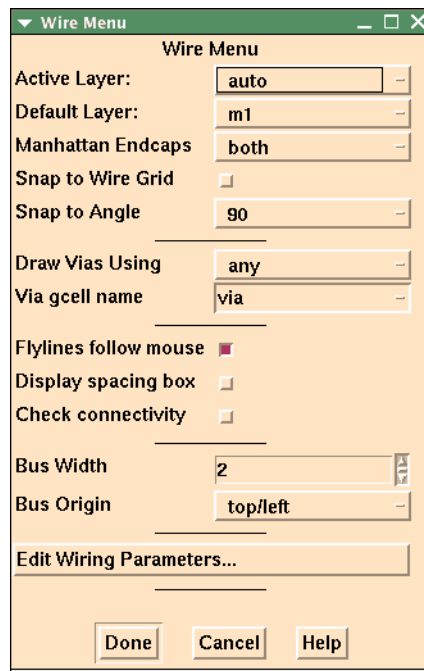 Wire Menu
Wire Menu
Active Layer: auto
Default Layer: m1
Manhattan Endcaps both
Snap to Wire Grid
Snap to Angle 90
Draw Vias Using any
Via gcell name via
Flylines follow mouse
Display spacing box
Check connectivity
Bus Width 2
Bus Origin top/left
Edit Wiring Parameters...
Done Cancel Help